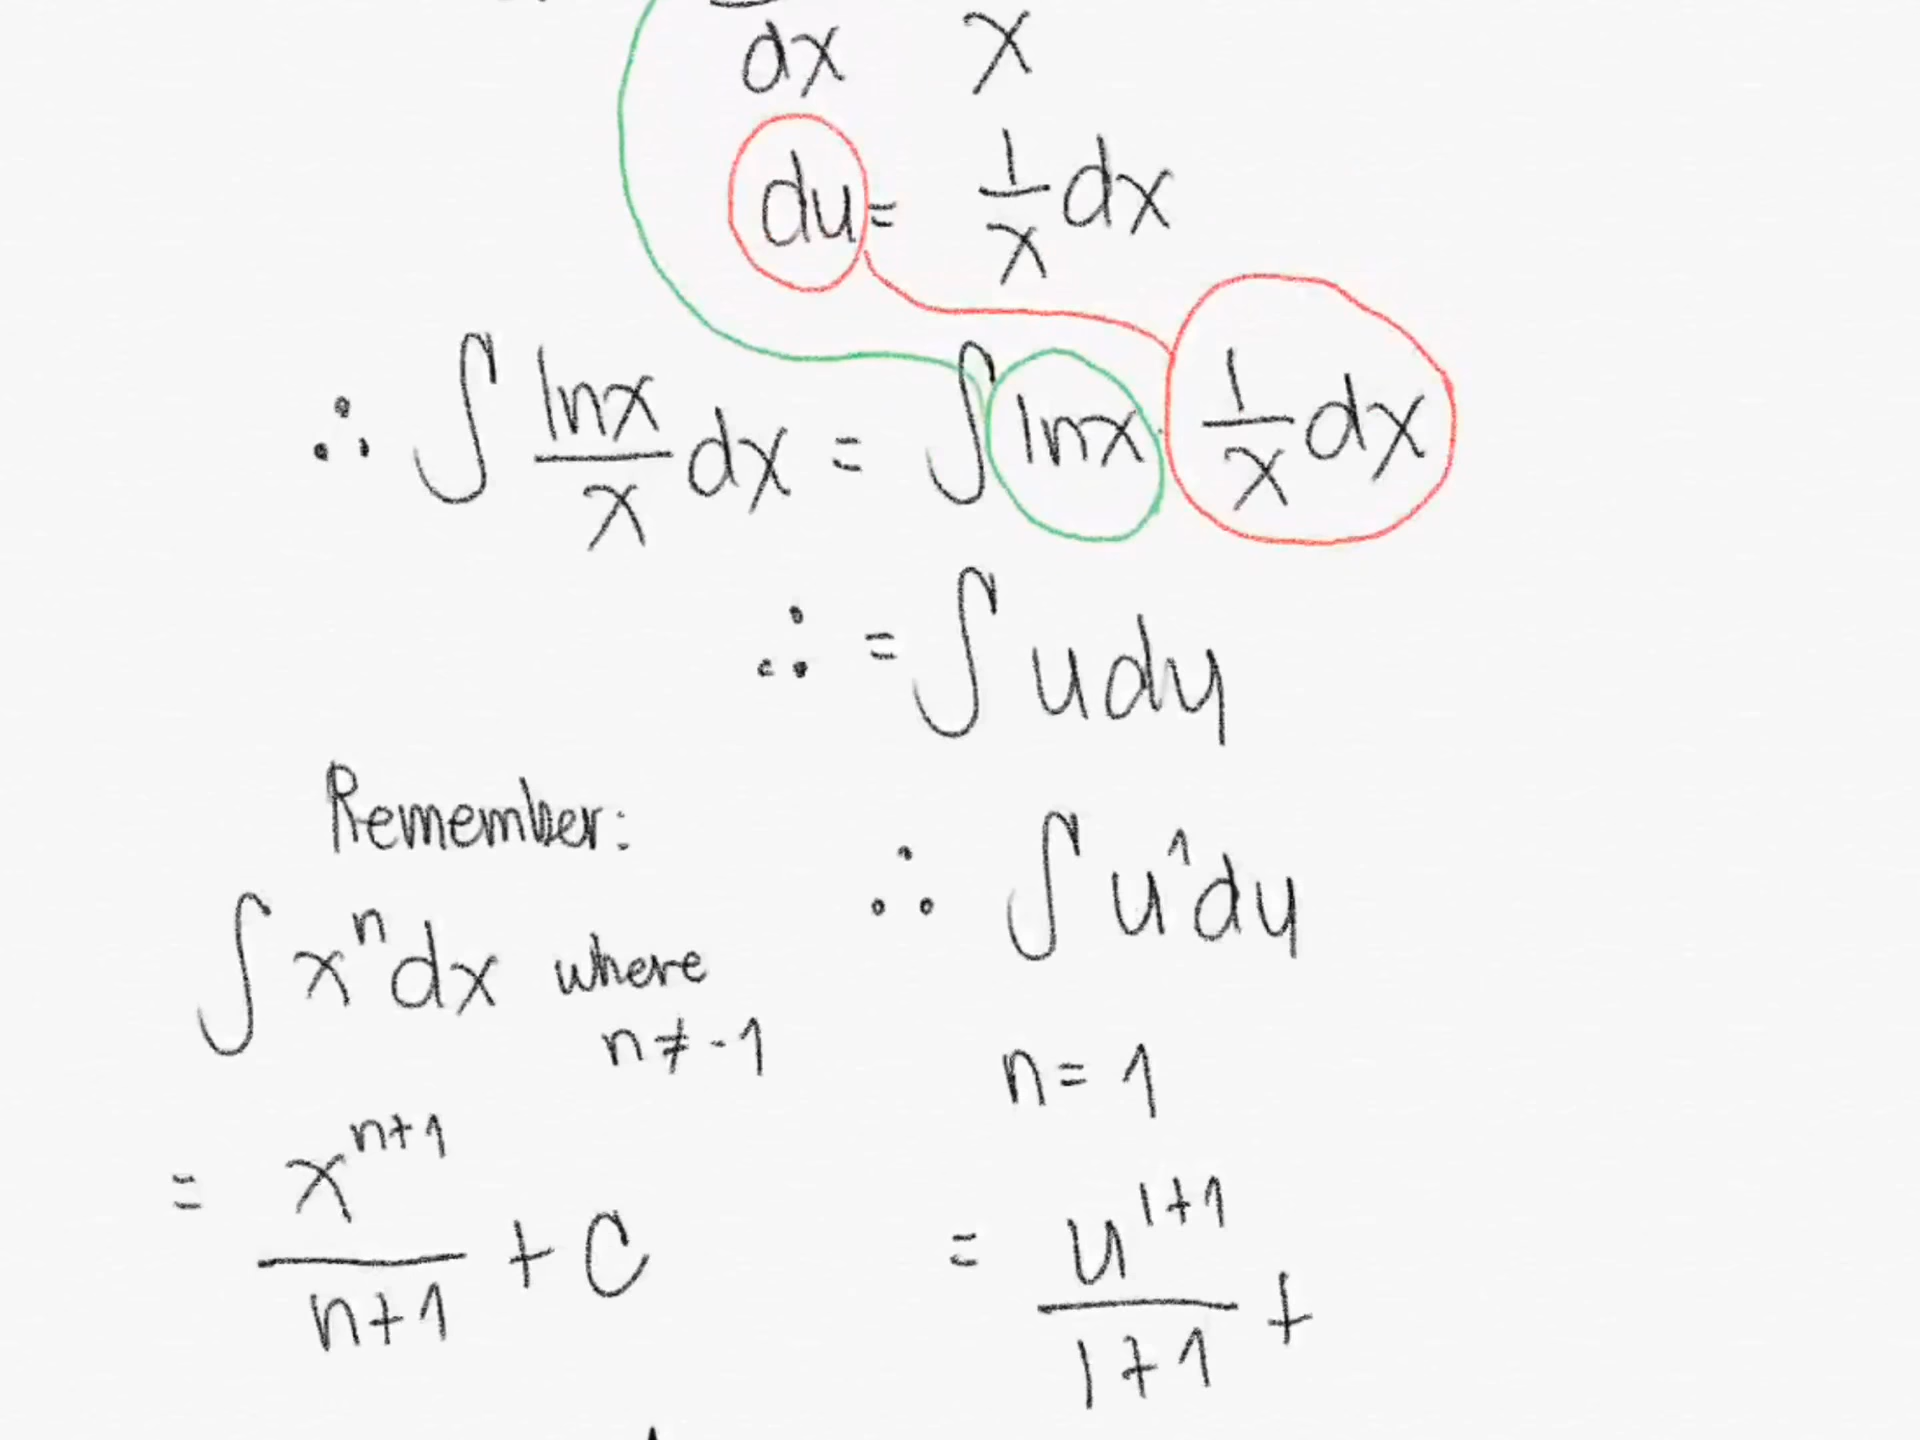 dx x
du = 1/x dx
∴ ∫ lnx/x dx = ∫ lnx · 1/x dx
∴ = ∫ u du
Remember:
∫ x^n dx where
n ≠ -1
= x^(n+1)/(n+1) + C
∴ ∫ u^1 du
n = 1
= u^(1+1)/(1+1) +